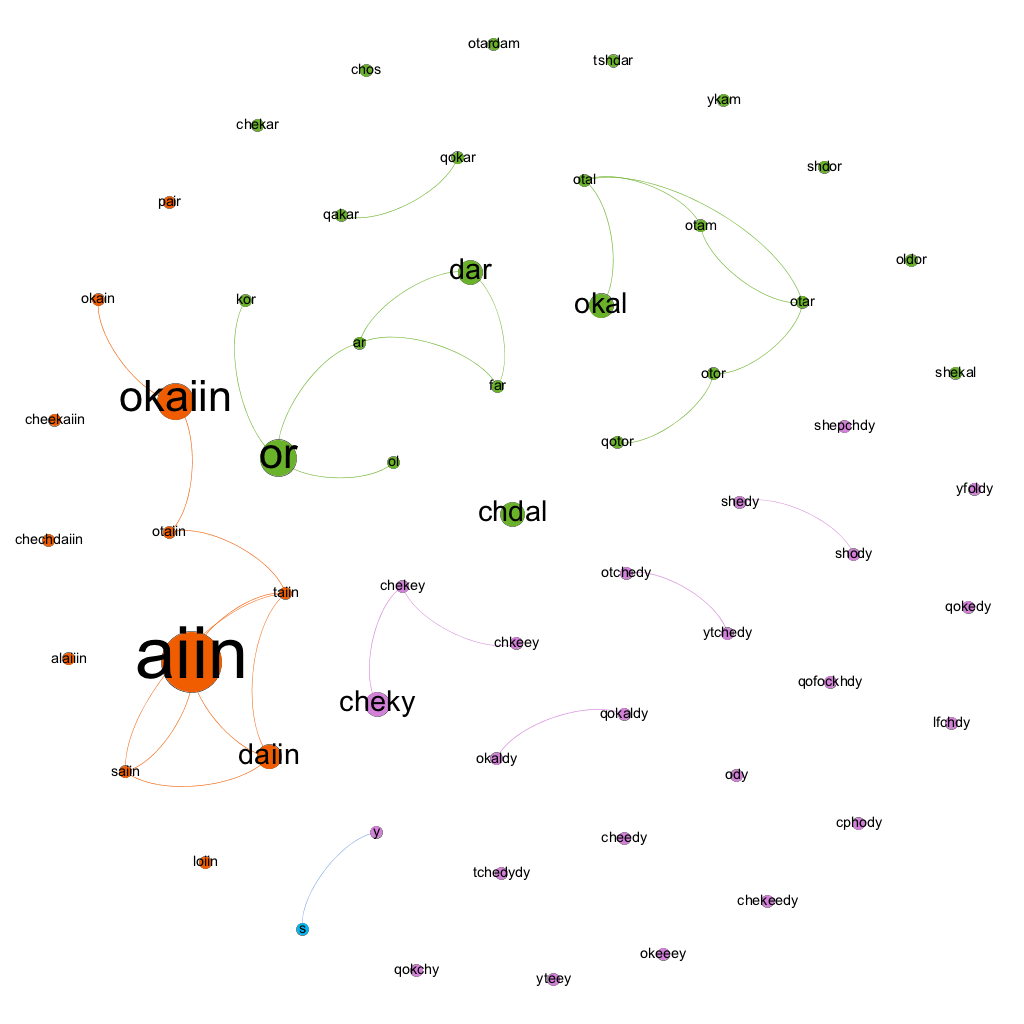 otardam
tshdar
chos
ykam
chekar
qokar
shdor
otal
pair
qakar
otam
oldor
dar
okain
kor
okal
otar
ar
shekal
otor
far
okaiin
cheekaiin
shepchdy
qotor
or
ol
yfoldy
shedy
chdal
otaiin
chechdaiin
shody
otchedy
chekey
taiin
qokedy
ytchedy
chkeey
aiin
alaiiin
qofockhdy
cheky
qokaldy
lfchdy
daiin
okaldy
saiin
ody
y
cphody
cheedy
loiin
tchedydy
chekeedy
s
okeeey
qokchy
yteey